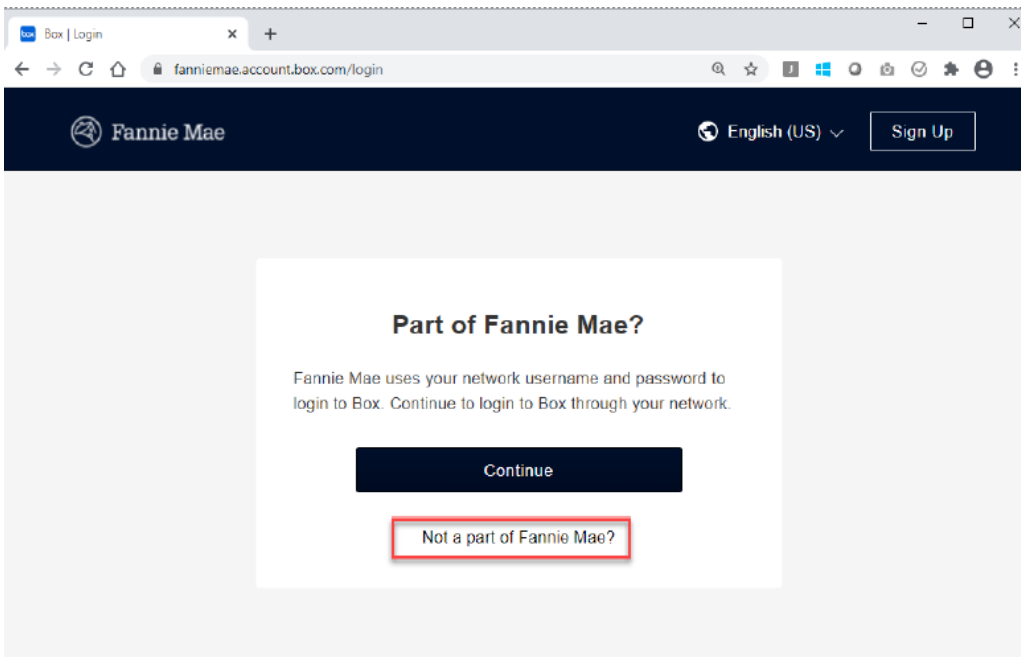 box Box | Login
fanniemae.account.box.com/login
J
Fannie Mae
English (US)
Sign Up
Part of Fannie Mae?
Fannie Mae uses your network username and password to
login to Box. Continue to login to Box through your network.
Continue
Not a part of Fannie Mae?